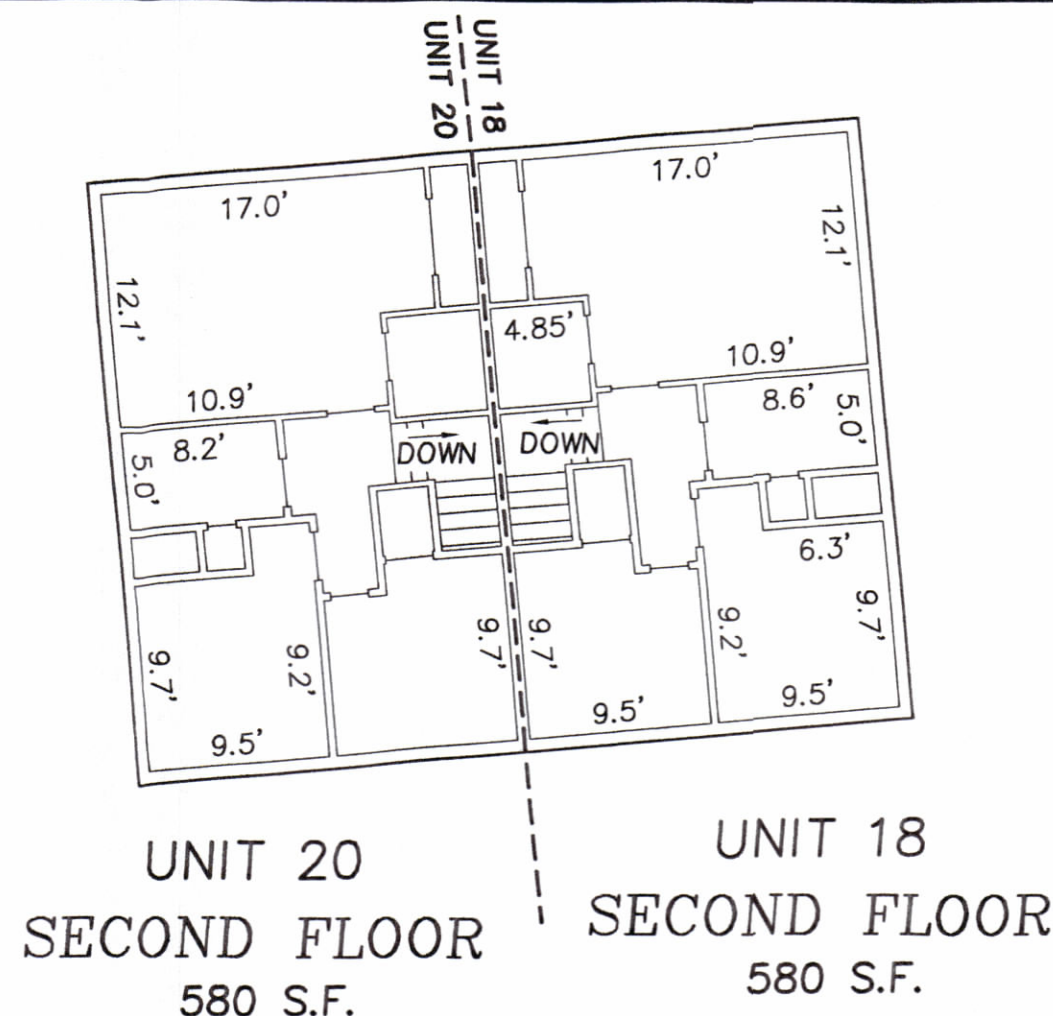 UNIT 18
UNIT 20
17.0'
17.0'
12.1'
12.1'
4.85'
10.9'
10.9'
8.2'
8.6'
5.0'
5.0'
DOWN
DOWN
6.3'
9.7'
9.2'
9.7'
9.7'
9.2'
9.7'
9.5'
9.5'
9.5'
UNIT 20
SECOND FLOOR
580 S.F.
UNIT 18
SECOND FLOOR
580 S.F.